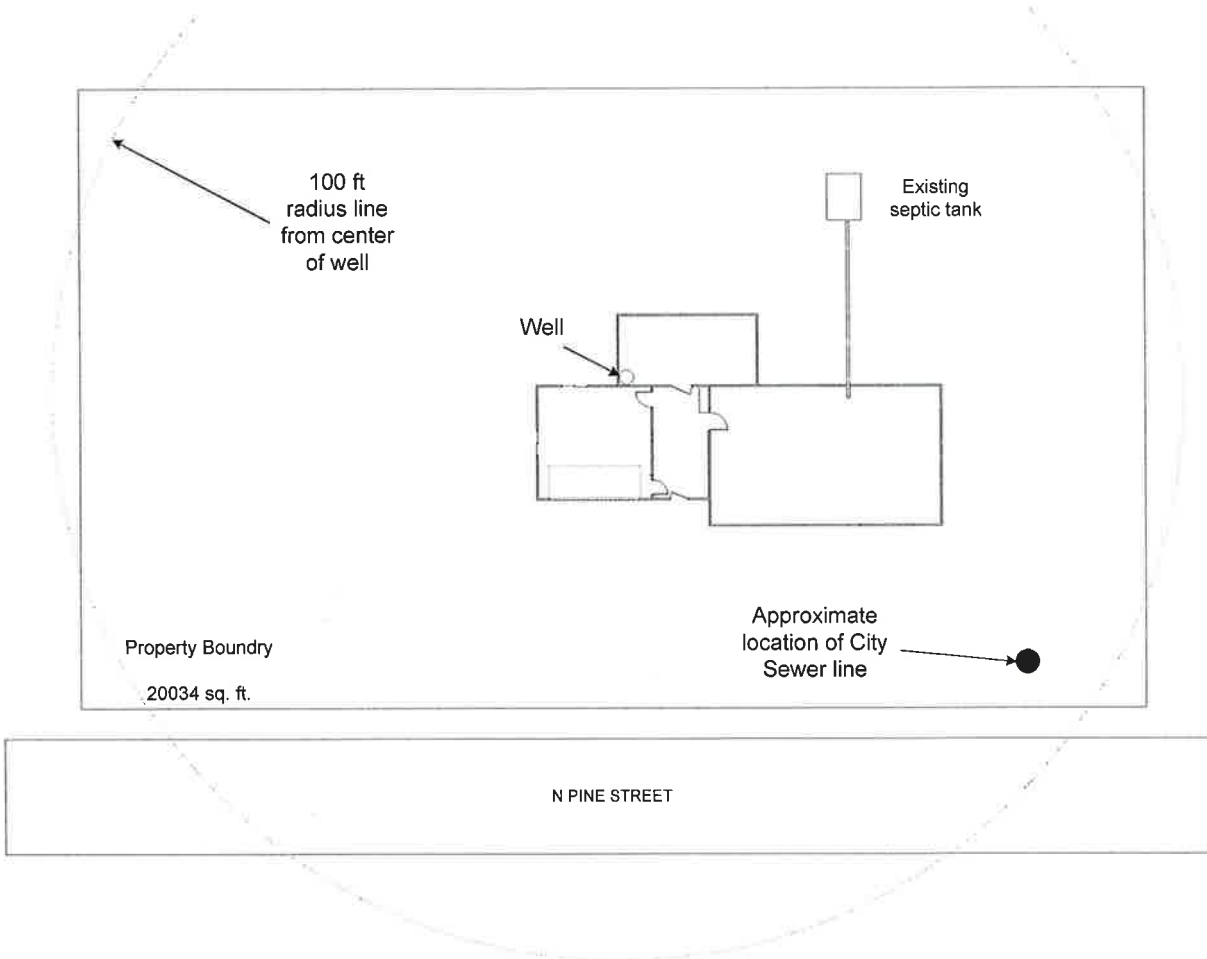 100 ft
radius line
from center
of well
Existing
septic tank
Well
Approximate
location of City
Sewer line
Property Boundry
20034 sq. ft.
N PINE STREET